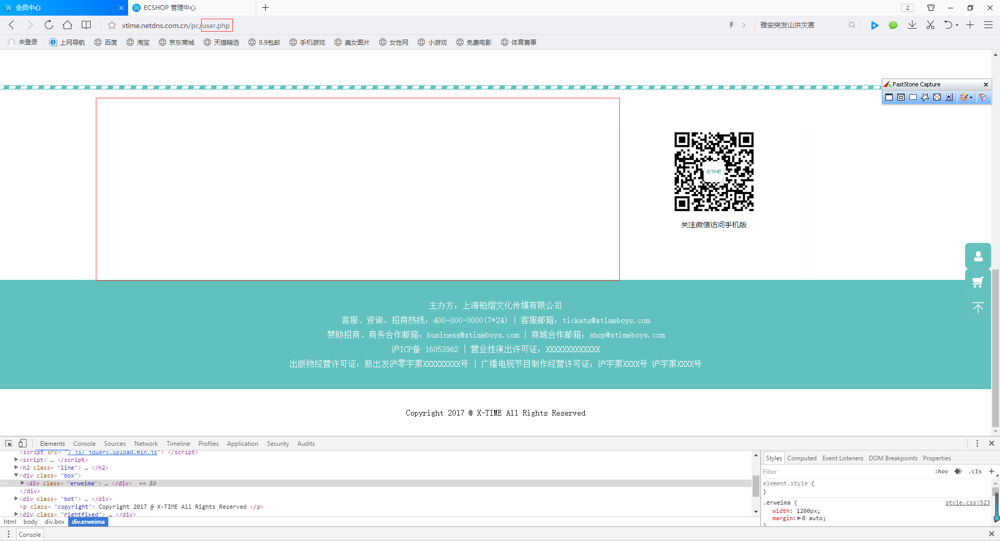 会员中心
ECSHOP 管理中心
2
xtime.netdns.com.cn/pc/user.php
雅安突发山洪灾害
未登录 上网导航 百度 淘宝 京东商城 天猫精选 9.9包邮 手机游戏 美女图片 女性网 小游戏 免费电影 体育赛事
FastStone Capture
X-TIME
关注微信访问手机版
主办方：上海铂熠文化传媒有限公司
客服、资询、招商热线：400-000-0000(7*24) | 客服邮箱：tickets@xtimeboys.com
赞助招商、商务合作邮箱：business@xtimeboys.com | 商城合作邮箱：shop@xtimeboys.com
沪ICP备 16053962 | 营业性演出许可证：XXXXXXXXXXXXX
出版物经营许可证：新出发沪零字第XXXXXXXXX号 | 广播电视节目制作经营许可证：沪字第XXXX号 沪字第XXXX号
Copyright 2017 @ X-TIME All Rights Reserved
Elements Console Sources Network Timeline Profiles Application Security Audits
<script src= "/ js/ jquery.upload.min.js"> </script>
<script> … </script>
<h2 class= "line"> … </h2>
<div class= "box">
<div class= "erweima"> … </div> == $0
</div>
<div class= "bot"> … </div>
<p class= "copyright"> Copyright 2017 @ X-TIME All Rights Reserved </p>
<div class= "rightfixed"> … </div>
html body div.box div.erweima
Styles Computed Event Listeners DOM Breakpoints Properties
Filter :hov .cls +
element.style {
}
.erweima { style.css:523
width: 1200px;
margin: 0 auto;
}
Console